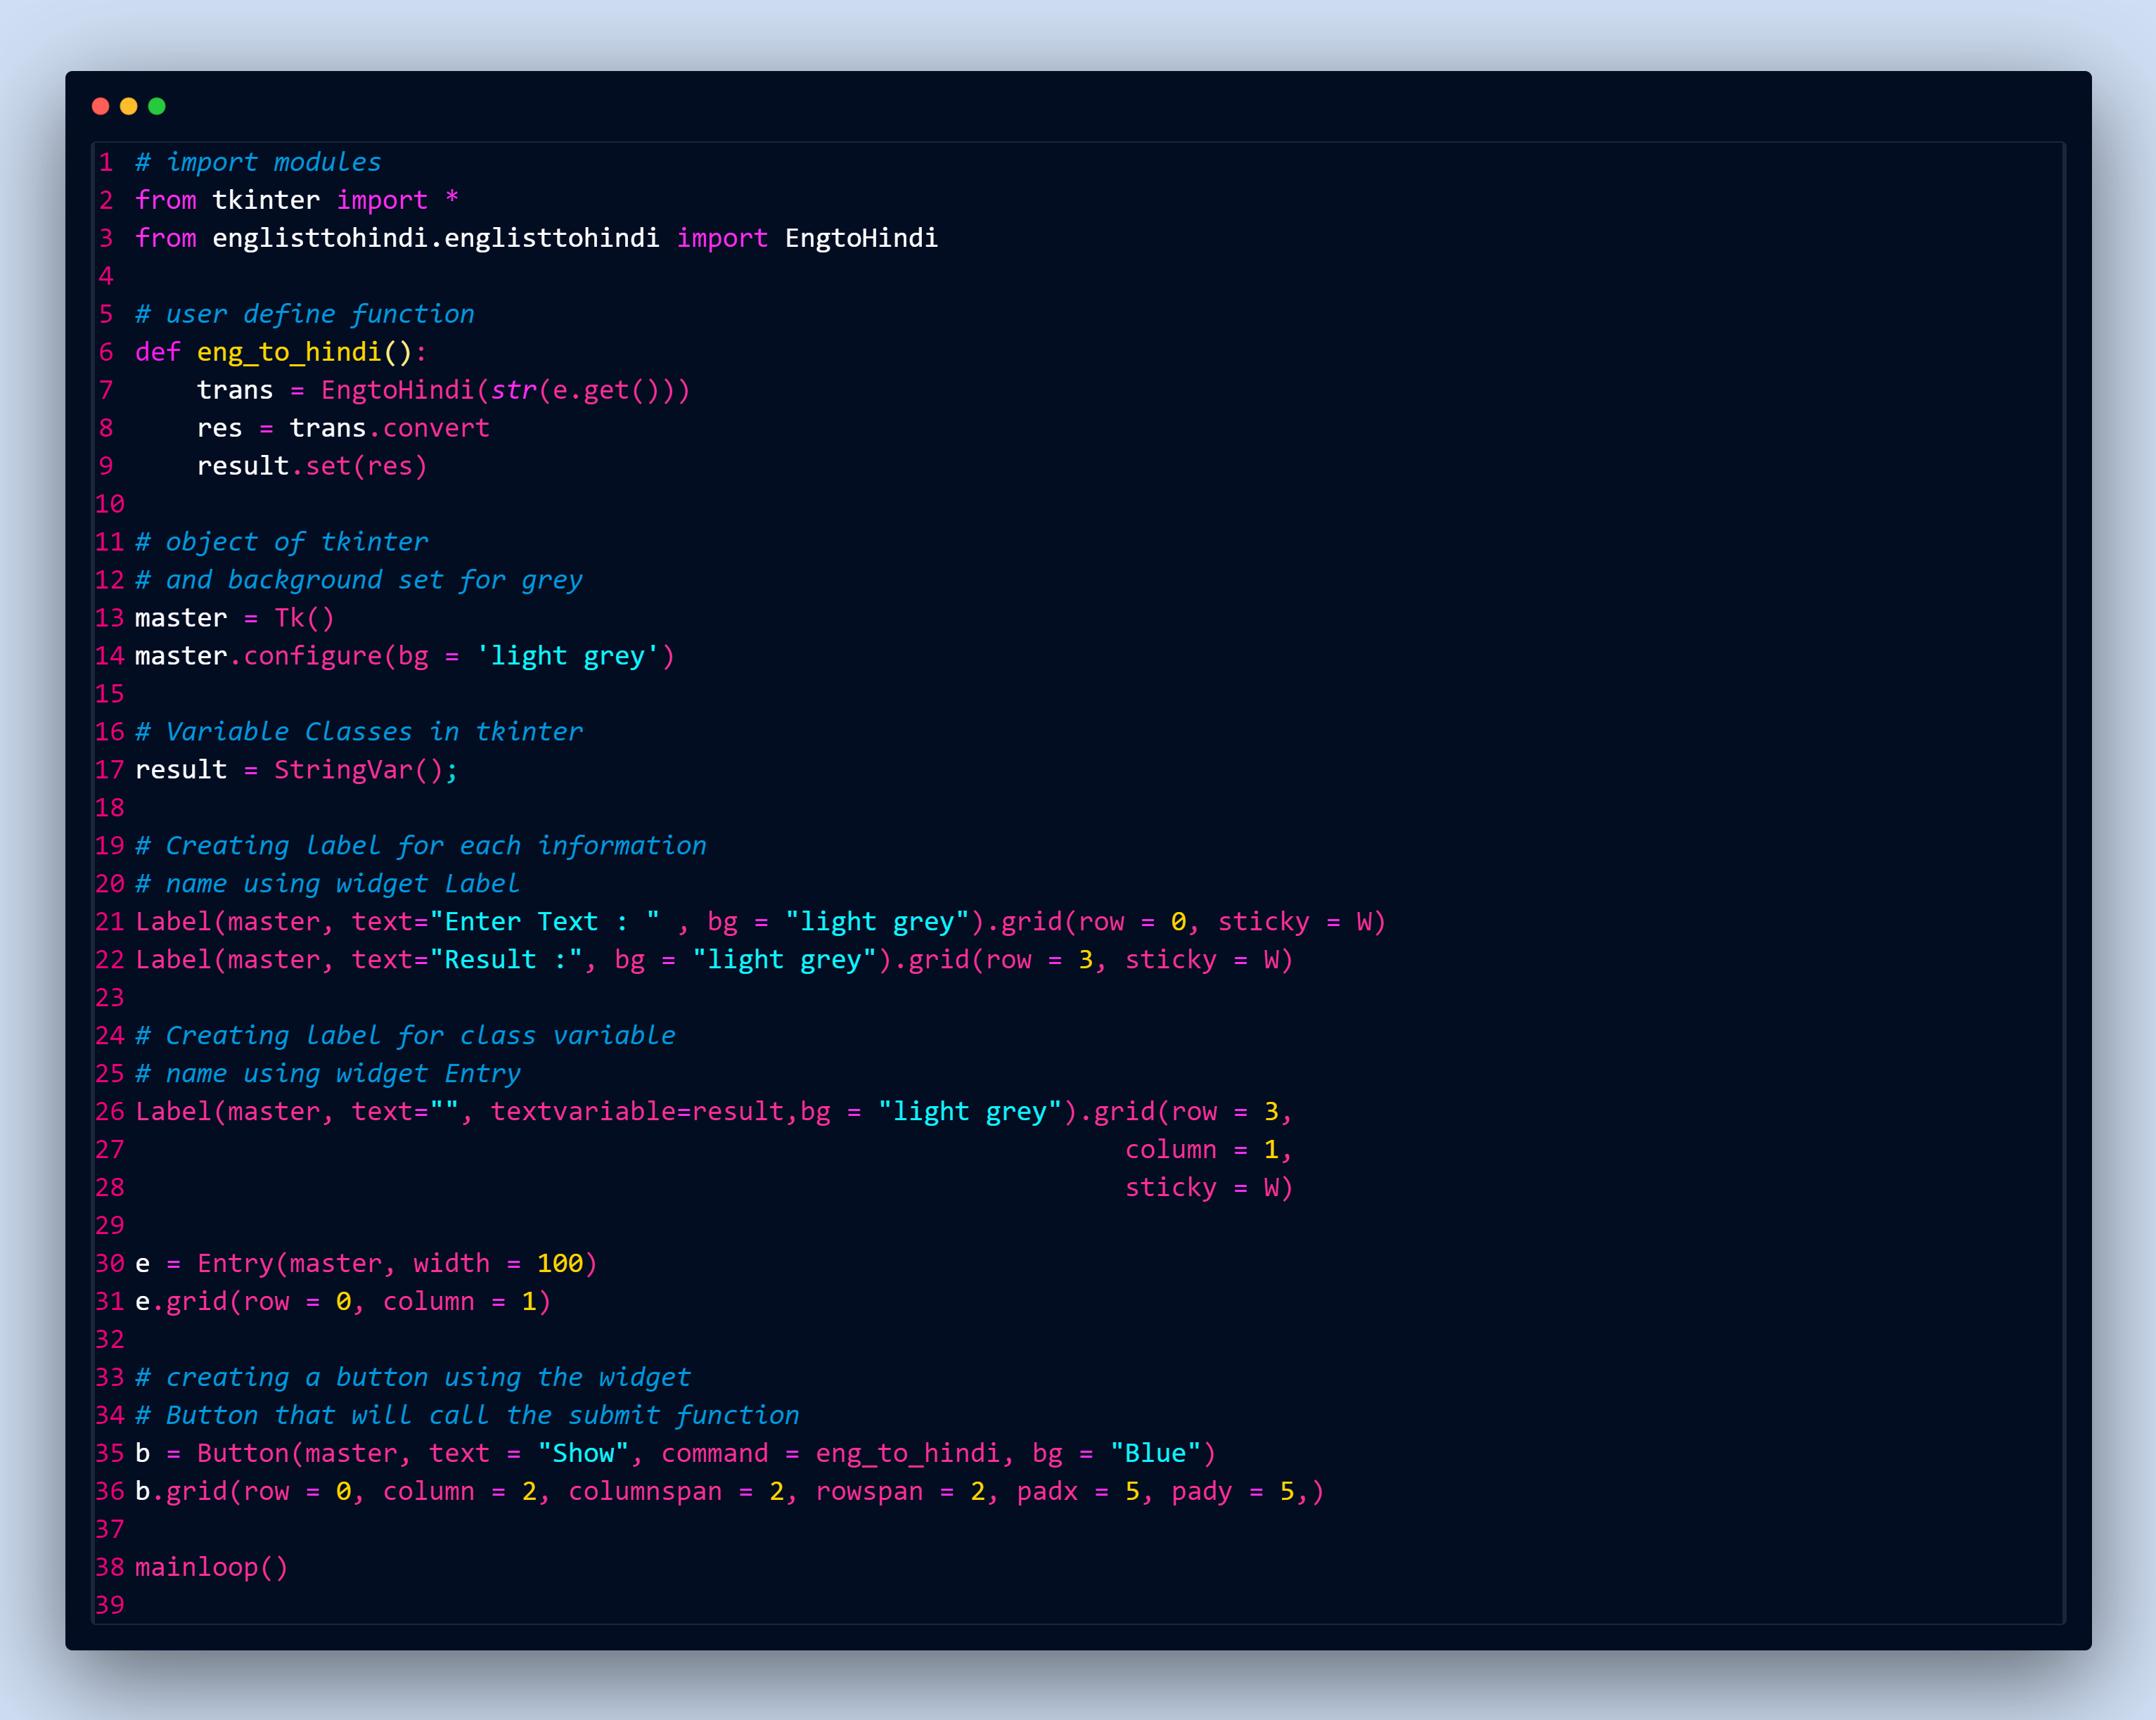 1 # import modules
2 from tkinter import *
3 from englisttohindi.englisttohindi import EngtoHindi
4
5 # user define function
6 def eng_to_hindi():
7     trans = EngtoHindi(str(e.get()))
8     res = trans.convert
9     result.set(res)
10
11 # object of tkinter
12 # and background set for grey
13 master = Tk()
14 master.configure(bg = 'light grey')
15
16 # Variable Classes in tkinter
17 result = StringVar();
18
19 # Creating label for each information
20 # name using widget Label
21 Label(master, text="Enter Text : " , bg = "light grey").grid(row = 0, sticky = W)
22 Label(master, text="Result :", bg = "light grey").grid(row = 3, sticky = W)
23
24 # Creating label for class variable
25 # name using widget Entry
26 Label(master, text="", textvariable=result,bg = "light grey").grid(row = 3,
27                                                                 column = 1,
28                                                                 sticky = W)
29
30 e = Entry(master, width = 100)
31 e.grid(row = 0, column = 1)
32
33 # creating a button using the widget
34 # Button that will call the submit function
35 b = Button(master, text = "Show", command = eng_to_hindi, bg = "Blue")
36 b.grid(row = 0, column = 2, columnspan = 2, rowspan = 2, padx = 5, pady = 5,)
37
38 mainloop()
39